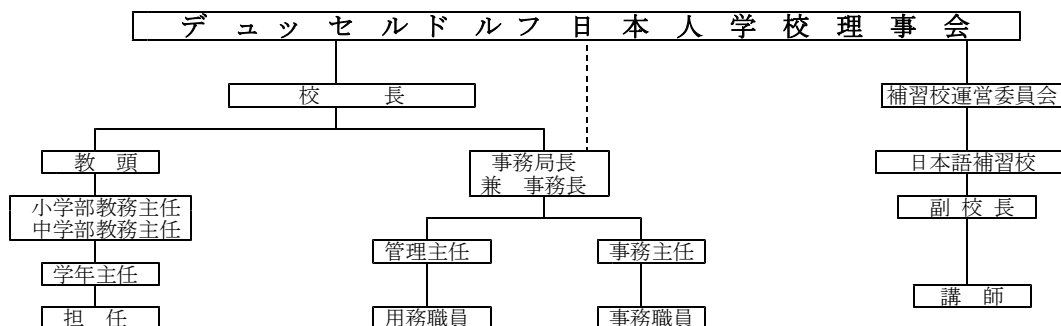 デュッセルドルフ日本人学校理事会
校長
補習校運営委員会
教頭
事務局長
兼 事務長
日本語補習校
小学部教務主任
中学部教務主任
副校長
管理主任
事務主任
学年主任
講師
担任
用務職員
事務職員